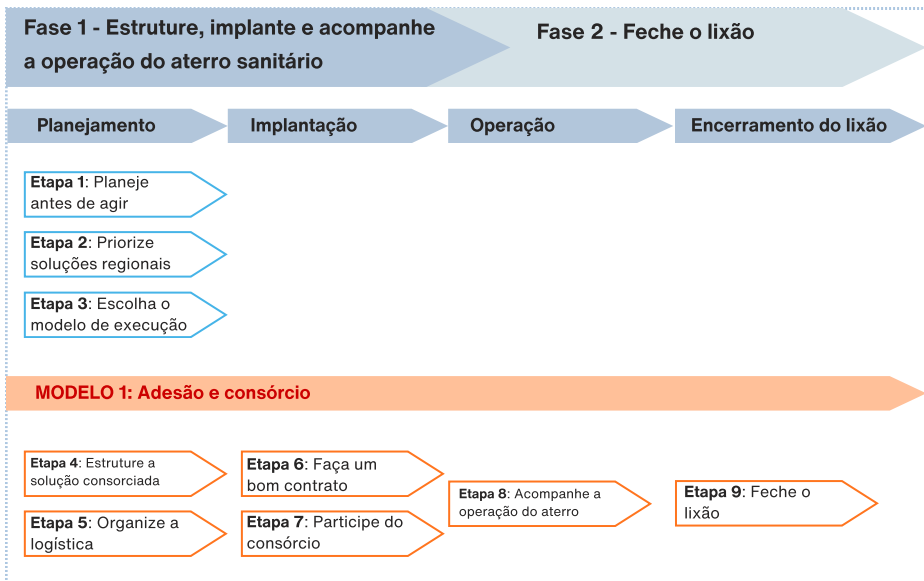 Fase 1 - Estruture, implante e acompanhe
a operação do aterro sanitário
Fase 2 - Feche o lixão
Planejamento
Implantação
Operação
Encerramento do lixão
Etapa 1: Planeje
antes de agir
Etapa 2: Priorize
soluções regionais
Etapa 3: Escolha o
modelo de execução
MODELO 1: Adesão e consórcio
Etapa 4: Estruture a
solução consorciada
Etapa 5: Organize a
logística
Etapa 6: Faça um
bom contrato
Etapa 7: Participe do
consórcio
Etapa 8: Acompanhe a
operação do aterro
Etapa 9: Feche o
lixão